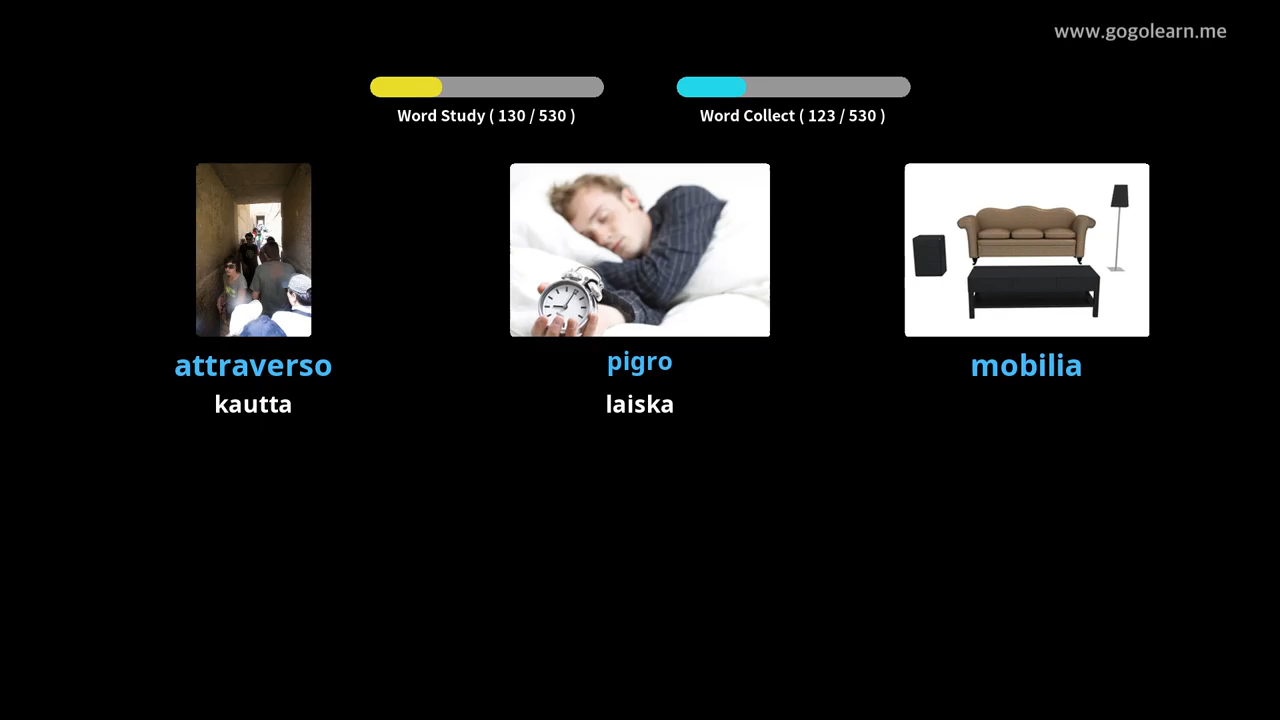 www.gogolearn.me
Word Study ( 130 / 530 )
Word Collect ( 123 / 530 )
attraverso
kautta
pigro
laiska
mobilia